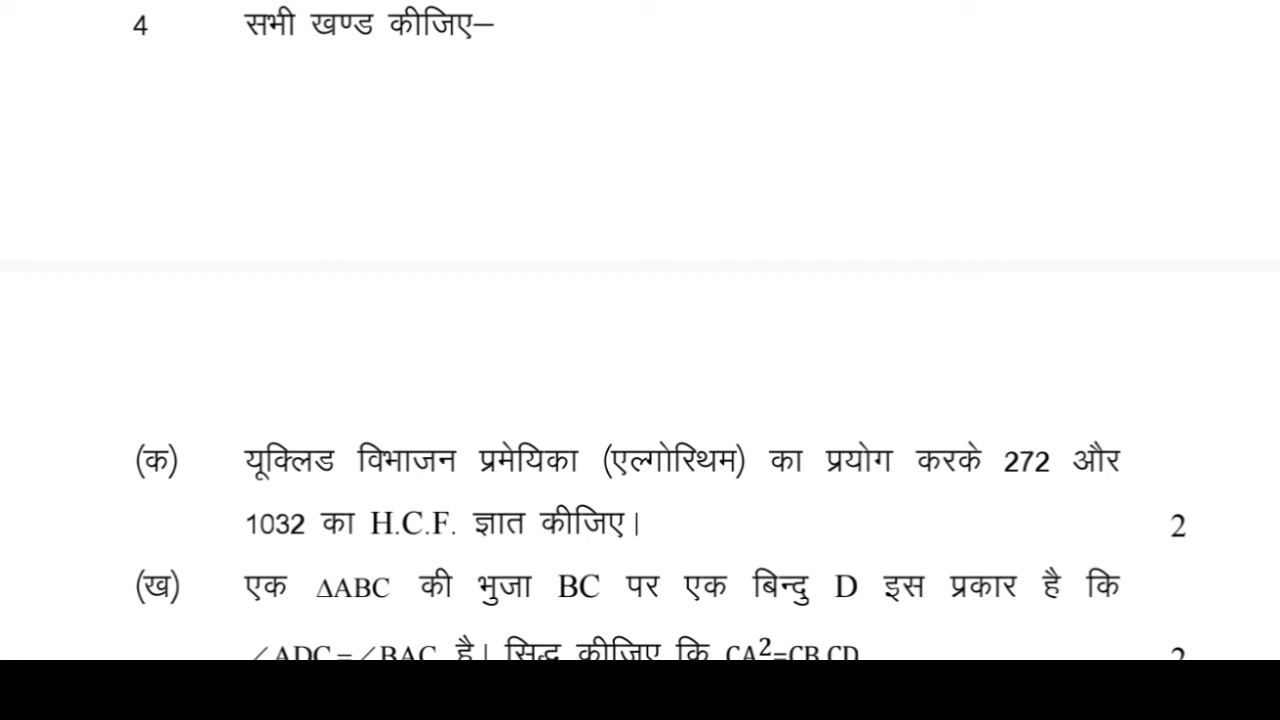 4 सभी खण्ड कीजिए–
(क) यूक्लिड विभाजन प्रमेयिका (एल्गोरिथम) का प्रयोग करके 272 और
1032 का H.C.F. ज्ञात कीजिए। 2
(ख) एक ΔABC की भुजा BC पर एक बिन्दु D इस प्रकार है कि
∠ADC=∠BAC है। सिद्ध कीजिए कि CA²=CB.CD 2